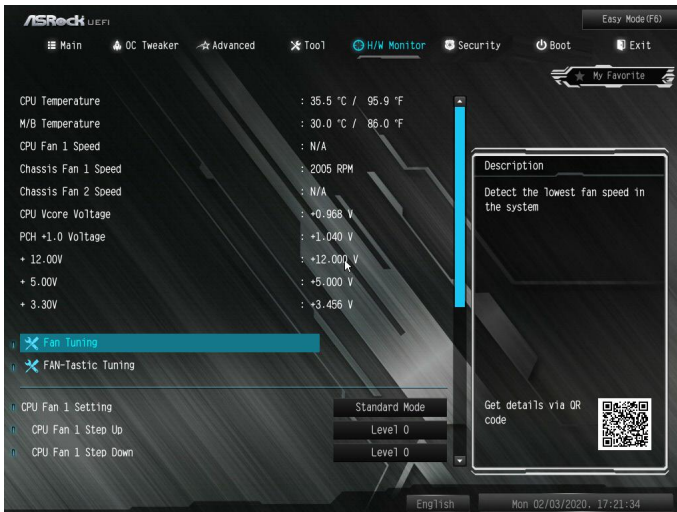 ASRock UEFI
Easy Mode(F6)
Main OC Tweaker Advanced Tool H/W Monitor Security Boot Exit
My Favorite
CPU Temperature : 35.5 °C / 95.9 °F
M/B Temperature : 30.0 °C / 86.0 °F
CPU Fan 1 Speed : N/A
Chassis Fan 1 Speed : 2005 RPM
Chassis Fan 2 Speed : N/A
CPU Vcore Voltage : +0.968 V
PCH +1.0 Voltage : +1.040 V
+ 12.00V : +12.000 V
+ 5.00V : +5.000 V
+ 3.30V : +3.456 V
Fan Tuning
FAN-Tastic Tuning
CPU Fan 1 Setting Standard Mode
CPU Fan 1 Step Up Level 0
CPU Fan 1 Step Down Level 0
Description
Detect the lowest fan speed in
the system
Get details via QR
code
English
Mon 02/03/2020. 17:21:34